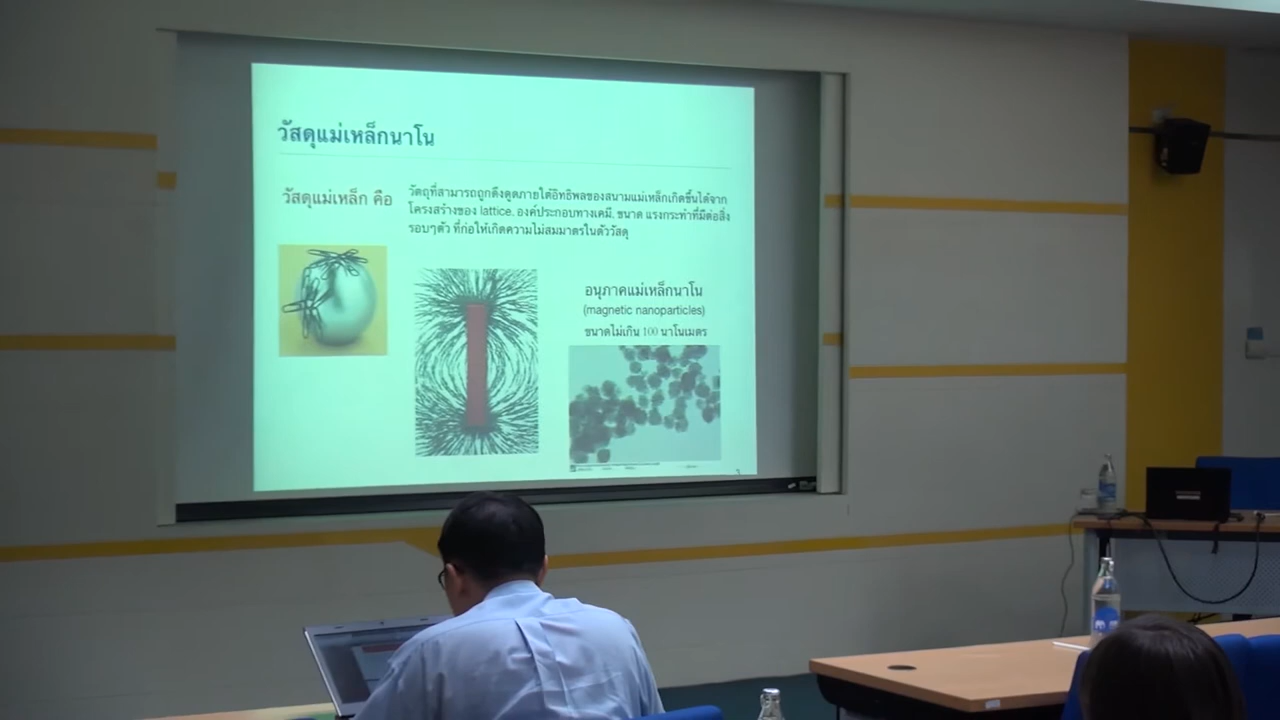 วัสดุแม่เหล็กนาโน
วัสดุแม่เหล็ก คือ
วัตถุที่สามารถถูกดึงดูดภายใต้อิทธิพลของสนามแม่เหล็กเกิดขึ้นได้จาก
โครงสร้างของ lattice, องค์ประกอบทางเคมี, ขนาด แรงกระทำที่มีต่อสิ่ง
รอบๆตัว ที่ก่อให้เกิดความไม่สมมาตรในตัววัสดุ
อนุภาคแม่เหล็กนาโน
(magnetic nanoparticles)
ขนาดไม่เกิน 100 นาโนเมตร